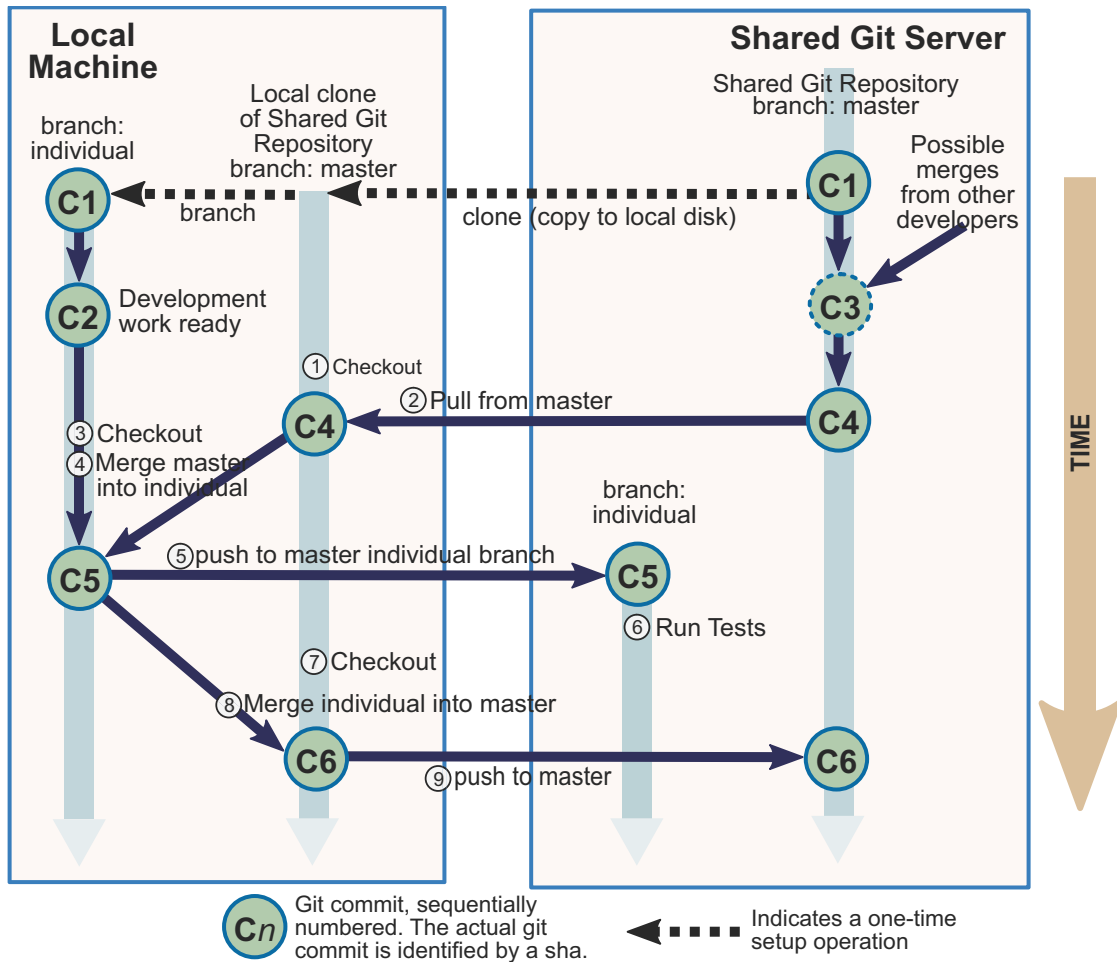 Local
Machine
Shared Git Server
branch:
individual
Local clone
of Shared Git
Repository
branch: master
Shared Git Repository
branch: master
Possible
merges
from other
developers
C1
branch
clone (copy to local disk)
C1
C2
Development
work ready
C3
1 Checkout
2 Pull from master
C4
C4
3 Checkout
4 Merge master
into individual
branch:
individual
5 push to master individual branch
C5
C5
6 Run Tests
7 Checkout
8 Merge individual into master
C6
C6
9 push to master
TIME
Cn
Git commit, sequentially
numbered. The actual git
commit is identified by a sha.
Indicates a one-time
setup operation